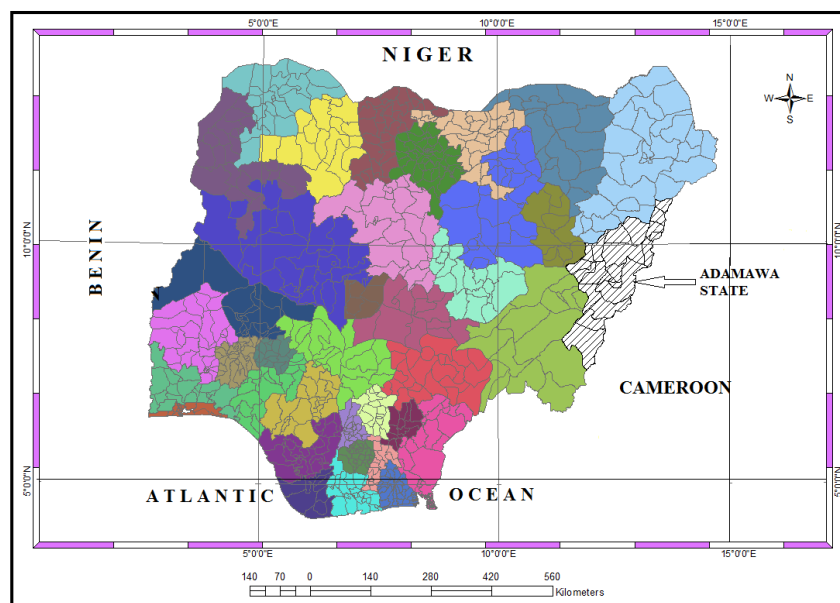 5°0'0"E 10°0'0"E 15°0'0"E
NIGER
N
W E
S
10°0'0"N
10°0'0"N
BENIN
ADAMAWA
STATE
CAMEROON
5°0'0"N
5°0'0"N
ATLANTIC OCEAN
5°0'0"E 10°0'0"E 15°0'0"E
140 70 0 140 280 420 560
Kilometers